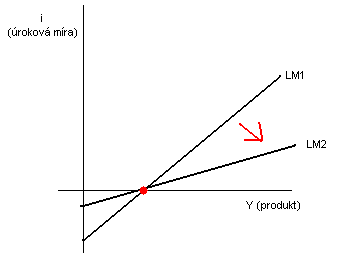 i
(úroková míra)
LM1
LM2
Y (produkt)